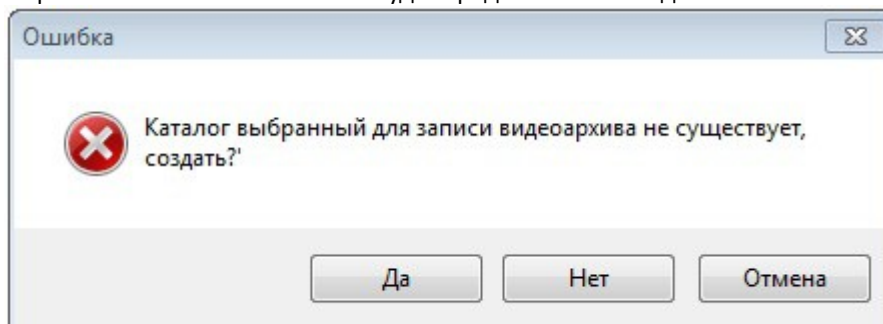 Ошибка
Каталог выбранный для записи видеоархива не существует,
создать?'
Да Нет Отмена